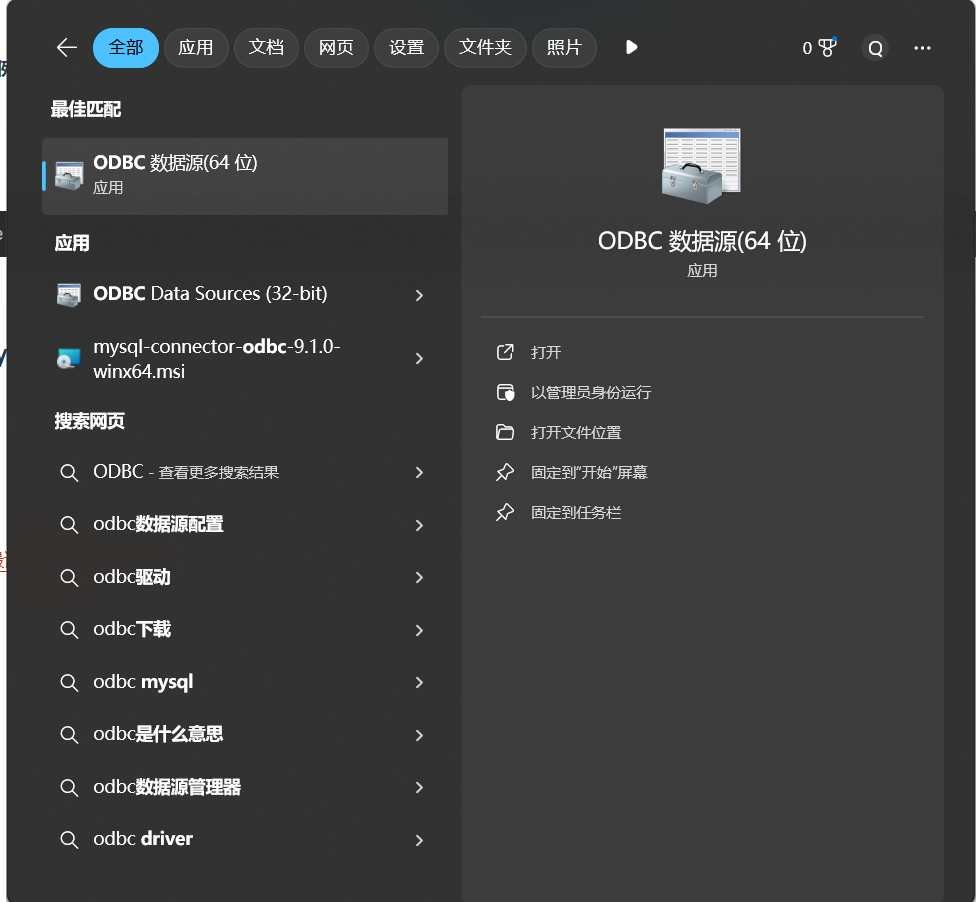 全部 应用 文档 网页 设置 文件夹 照片 0 Q
最佳匹配
ODBC 数据源(64 位)
应用
应用
ODBC Data Sources (32-bit)
mysql-connector-odbc-9.1.0-
winx64.msi
搜索网页
ODBC - 查看更多搜索结果
odbc数据源配置
odbc驱动
odbc下载
odbc mysql
odbc是什么意思
odbc数据源管理器
odbc driver
ODBC 数据源(64 位)
应用
打开
以管理员身份运行
打开文件位置
固定到"开始"屏幕
固定到任务栏